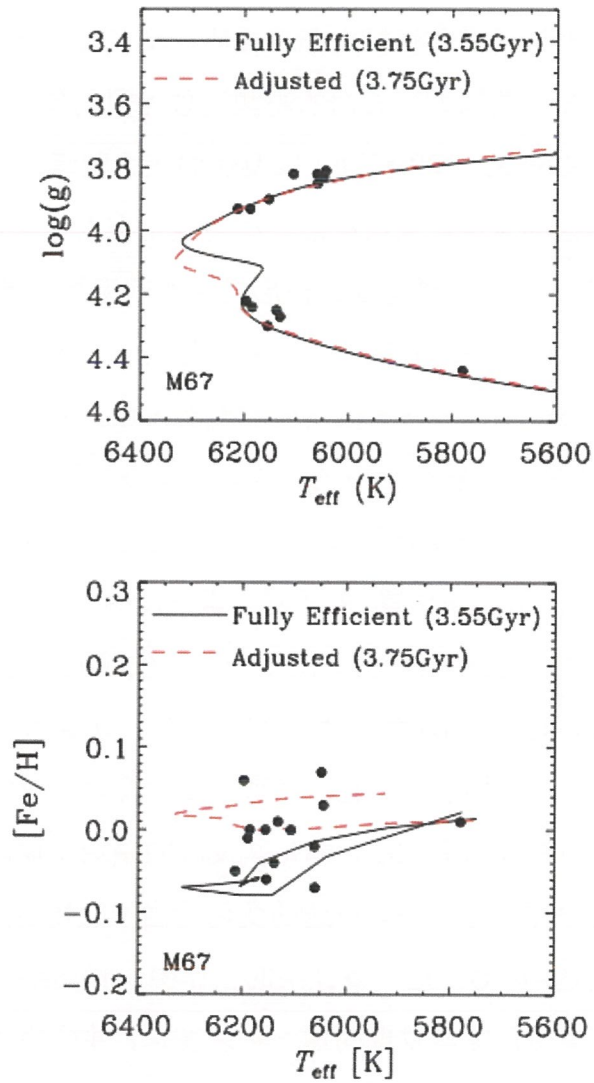 3.4
3.6
3.8
4.0
4.2
4.4
4.6
log(g)
Fully Efficient (3.55Gyr)
Adjusted (3.75Gyr)
M67
6400 6200 6000 5800 5600
Teff (K)
0.3
0.2
0.1
0.0
−0.1
−0.2
[Fe/H]
Fully Efficient (3.55Gyr)
Adjusted (3.75Gyr)
M67
6400 6200 6000 5800 5600
Teff [K]